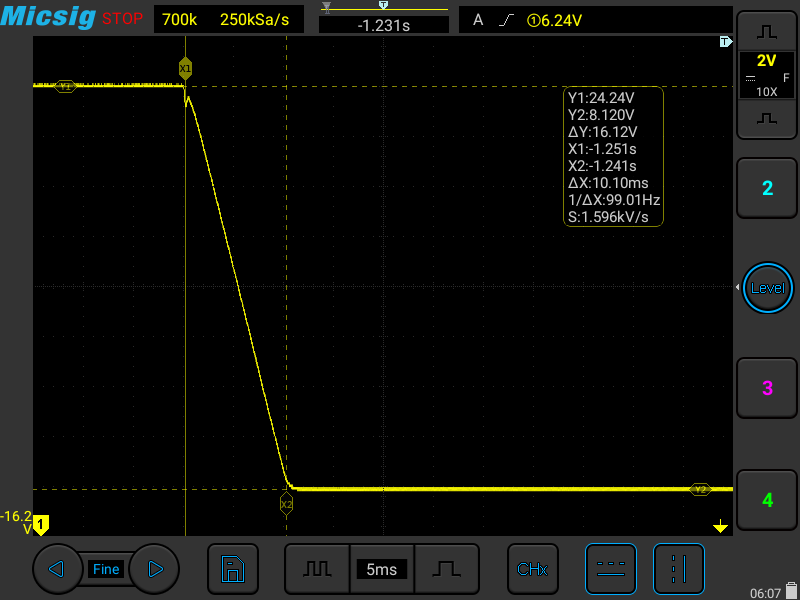 Micsig STOP 700k 250kSa/s T -1.231s A ①6.24V
T
X1
Y1
2V
F
10X
Y1:24.24V
Y2:8.120V
ΔY:16.12V
X1:-1.251s
X2:-1.241s
ΔX:10.10ms
1/ΔX:99.01Hz
S:1.596kV/s
2
Level
3
Y2
X2
4
-16.2
V
1
Fine 5ms CHx
06:07